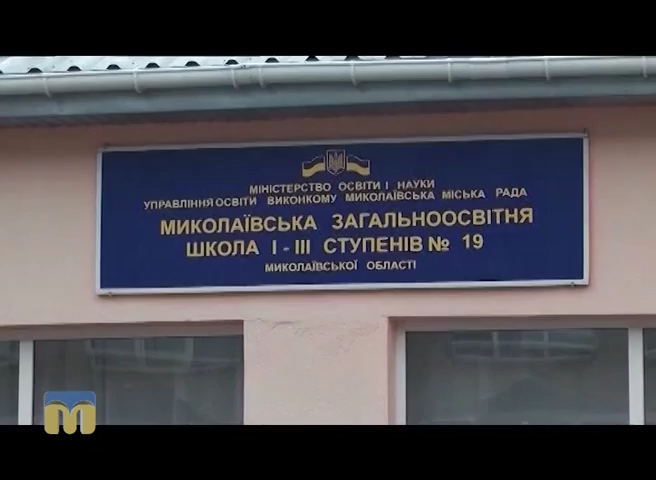 МІНІСТЕРСТВО ОСВІТИ І НАУКИ
УПРАВЛІННЯ ОСВІТИ ВИКОНКОМУ МИКОЛАЇВСЬКА МІСЬКА РАДА
МИКОЛАЇВСЬКА ЗАГАЛЬНООСВІТНЯ
ШКОЛА І - ІІІ СТУПЕНІВ № 19
МИКОЛАЇВСЬКОЇ ОБЛАСТІ
М